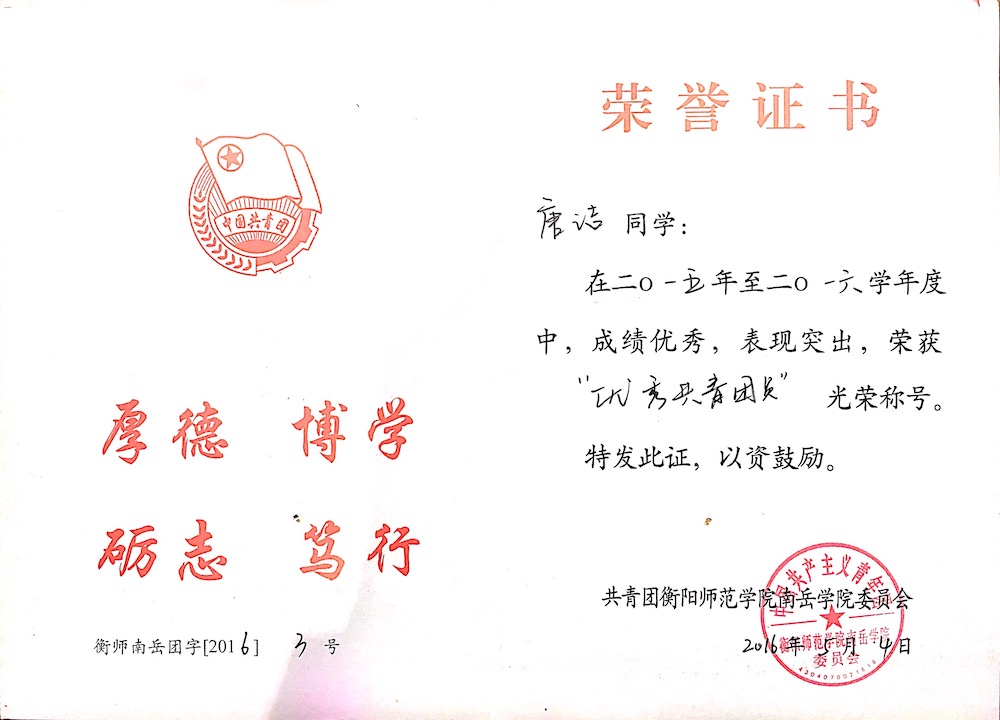 中国共青团
厚德 博学
砺志 笃行
衡师南岳团字[2016] 3 号
荣誉证书
唐洁 同学：
在二〇一五年至二〇一六学年度
中，成绩优秀，表现突出，荣获
“优秀共青团员” 光荣称号。
特发此证，以资鼓励。
共青团衡阳师范学院南岳学院委员会
2016年 5月 4日
中国共产主义青年团
衡阳师范学院南岳学院
委员会